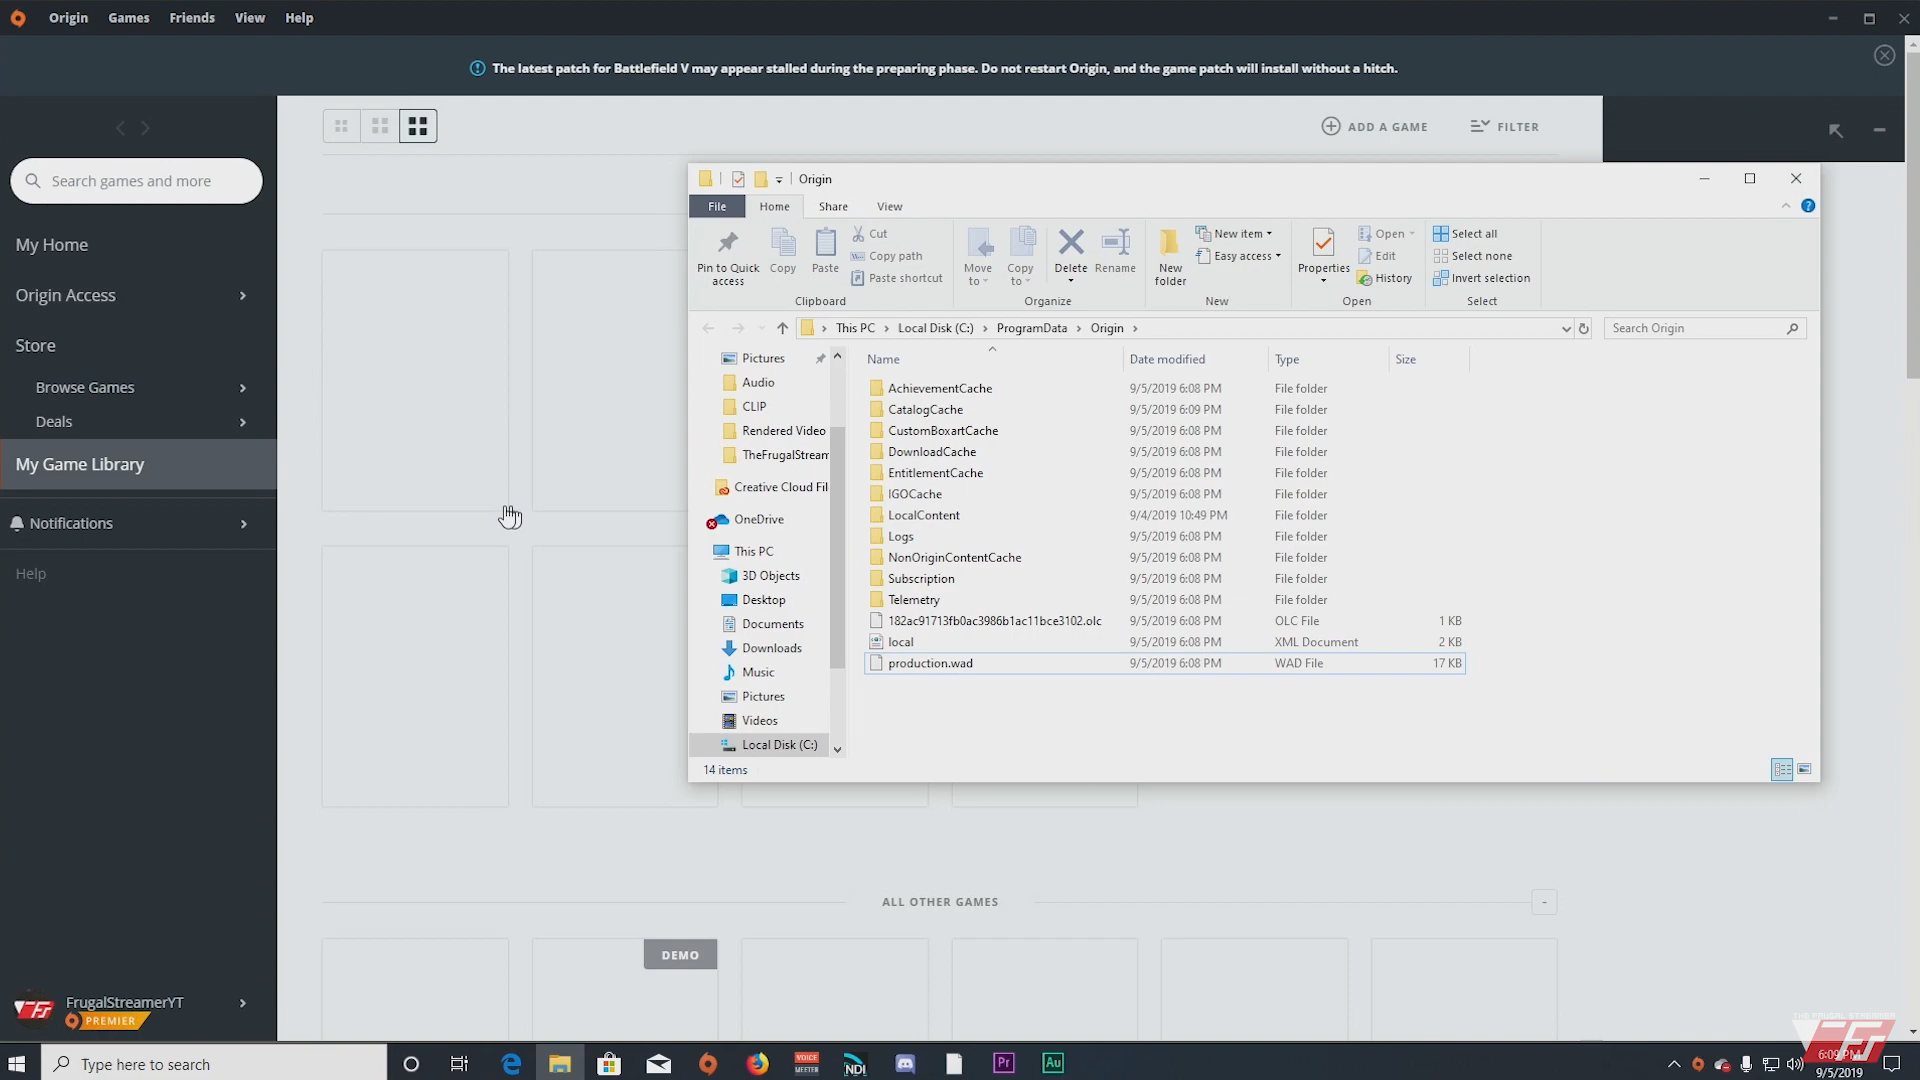 Origin Games Friends View Help
The latest patch for Battlefield V may appear stalled during the preparing phase. Do not restart Origin, and the game patch will install without a hitch.
Search games and more
My Home
Origin Access
Store
Browse Games
Deals
My Game Library
Notifications
Help
FrugalStreamerYT
PREMIER
ADD A GAME FILTER
Origin
File Home Share View
Pin to Quick access
Copy
Paste
Cut
Copy path
Paste shortcut
Clipboard
Move to
Copy to
Delete
Rename
Organize
New folder
New item
Easy access
New
Properties
Open
Edit
History
Open
Select all
Select none
Invert selection
Select
This PC Local Disk (C:) ProgramData Origin
Search Origin
Pictures
Audio
CLIP
Rendered Video
TheFrugalStream
Creative Cloud Fil
OneDrive
This PC
3D Objects
Desktop
Documents
Downloads
Music
Pictures
Videos
Local Disk (C:)
Name Date modified Type Size
AchievementCache 9/5/2019 6:08 PM File folder
CatalogCache 9/5/2019 6:09 PM File folder
CustomBoxartCache 9/5/2019 6:08 PM File folder
DownloadCache 9/5/2019 6:08 PM File folder
EntitlementCache 9/5/2019 6:08 PM File folder
IGOCache 9/5/2019 6:08 PM File folder
LocalContent 9/4/2019 10:49 PM File folder
Logs 9/5/2019 6:08 PM File folder
NonOriginContentCache 9/5/2019 6:08 PM File folder
Subscription 9/5/2019 6:08 PM File folder
Telemetry 9/5/2019 6:08 PM File folder
182ac91713fb0ac3986b1ac11bce3102.olc 9/5/2019 6:08 PM OLC File 1 KB
local 9/5/2019 6:08 PM XML Document 2 KB
production.wad 9/5/2019 6:08 PM WAD File 17 KB
14 items
ALL OTHER GAMES
DEMO
THE FRUGAL STREAMER
Type here to search
VOICE MEETER
NDI
Pr
Au
6:09 PM
9/5/2019